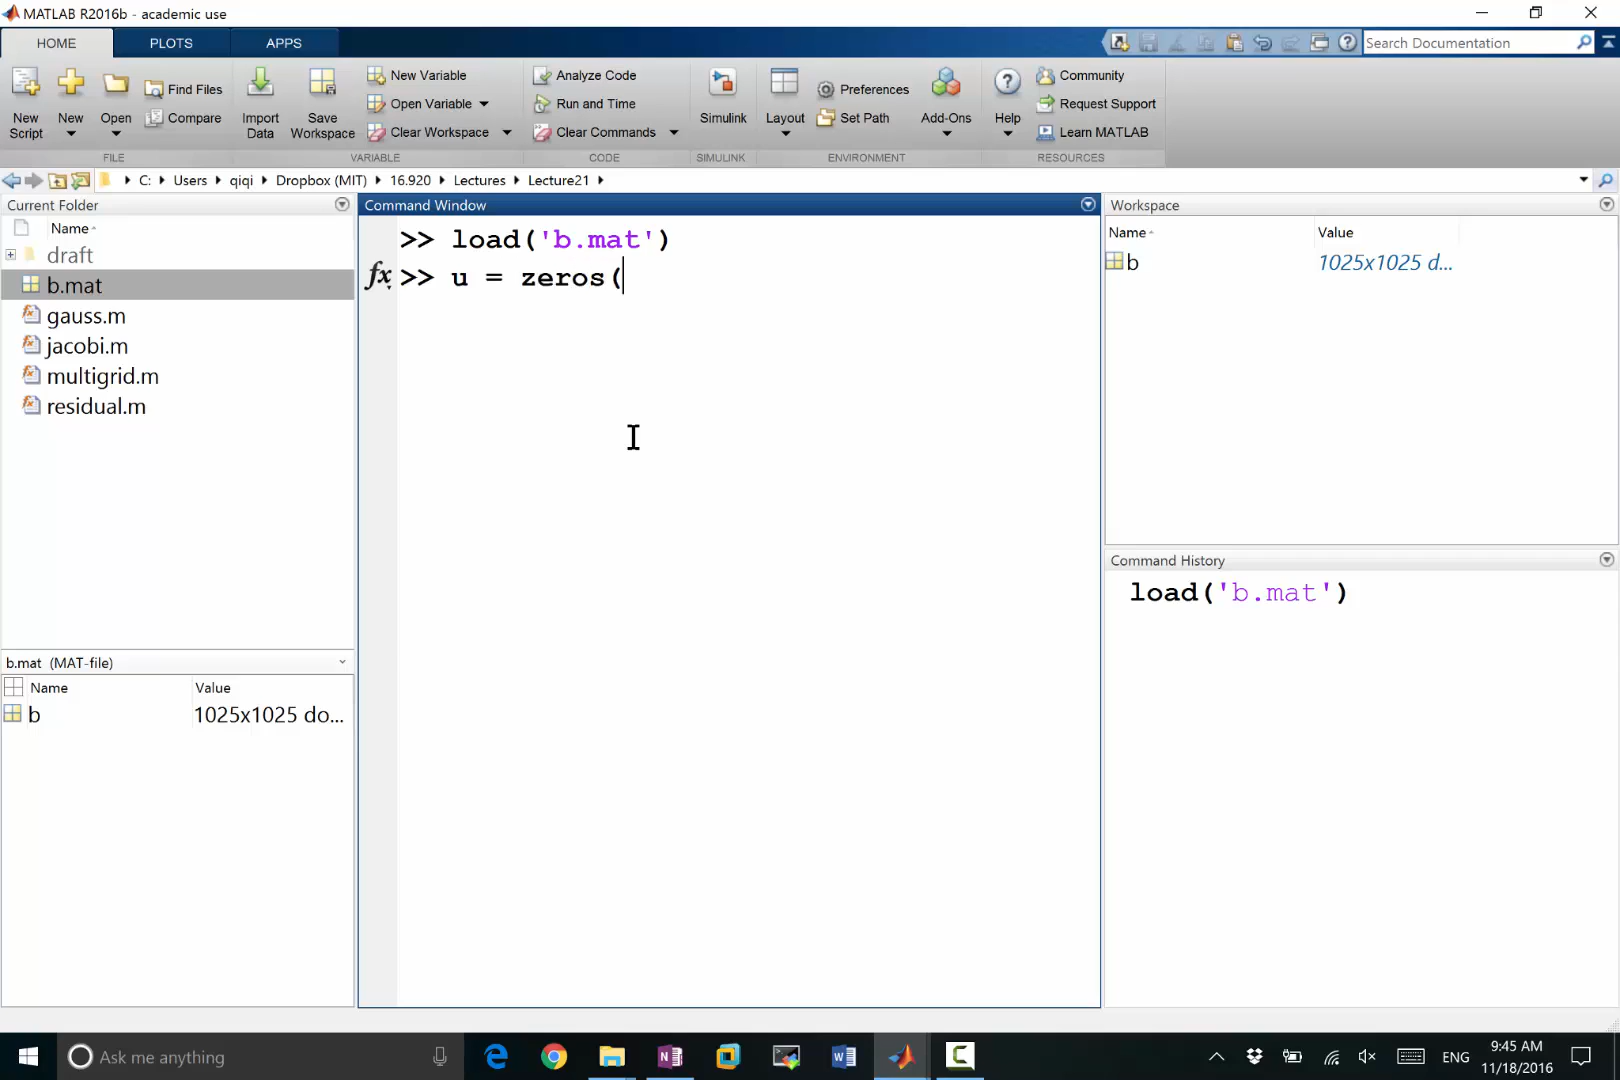 MATLAB R2016b - academic use
HOME
PLOTS
APPS
Search Documentation
New Script
New
Open
Find Files
Compare
Import Data
Save Workspace
New Variable
Open Variable
Clear Workspace
Analyze Code
Run and Time
Clear Commands
Simulink
Layout
Preferences
Set Path
Add-Ons
Help
Community
Request Support
Learn MATLAB
FILE
VARIABLE
CODE
SIMULINK
ENVIRONMENT
RESOURCES
C: Users qiqi Dropbox (MIT) 16.920 Lectures Lecture21
Current Folder
Name
draft
b.mat
gauss.m
jacobi.m
multigrid.m
residual.m
b.mat (MAT-file)
Name Value
b 1025x1025 do...
Command Window
>> load('b.mat')
fx >> u = zeros(
Workspace
Name Value
b 1025x1025 d...
Command History
load('b.mat')
Ask me anything
ENG
9:45 AM
11/18/2016